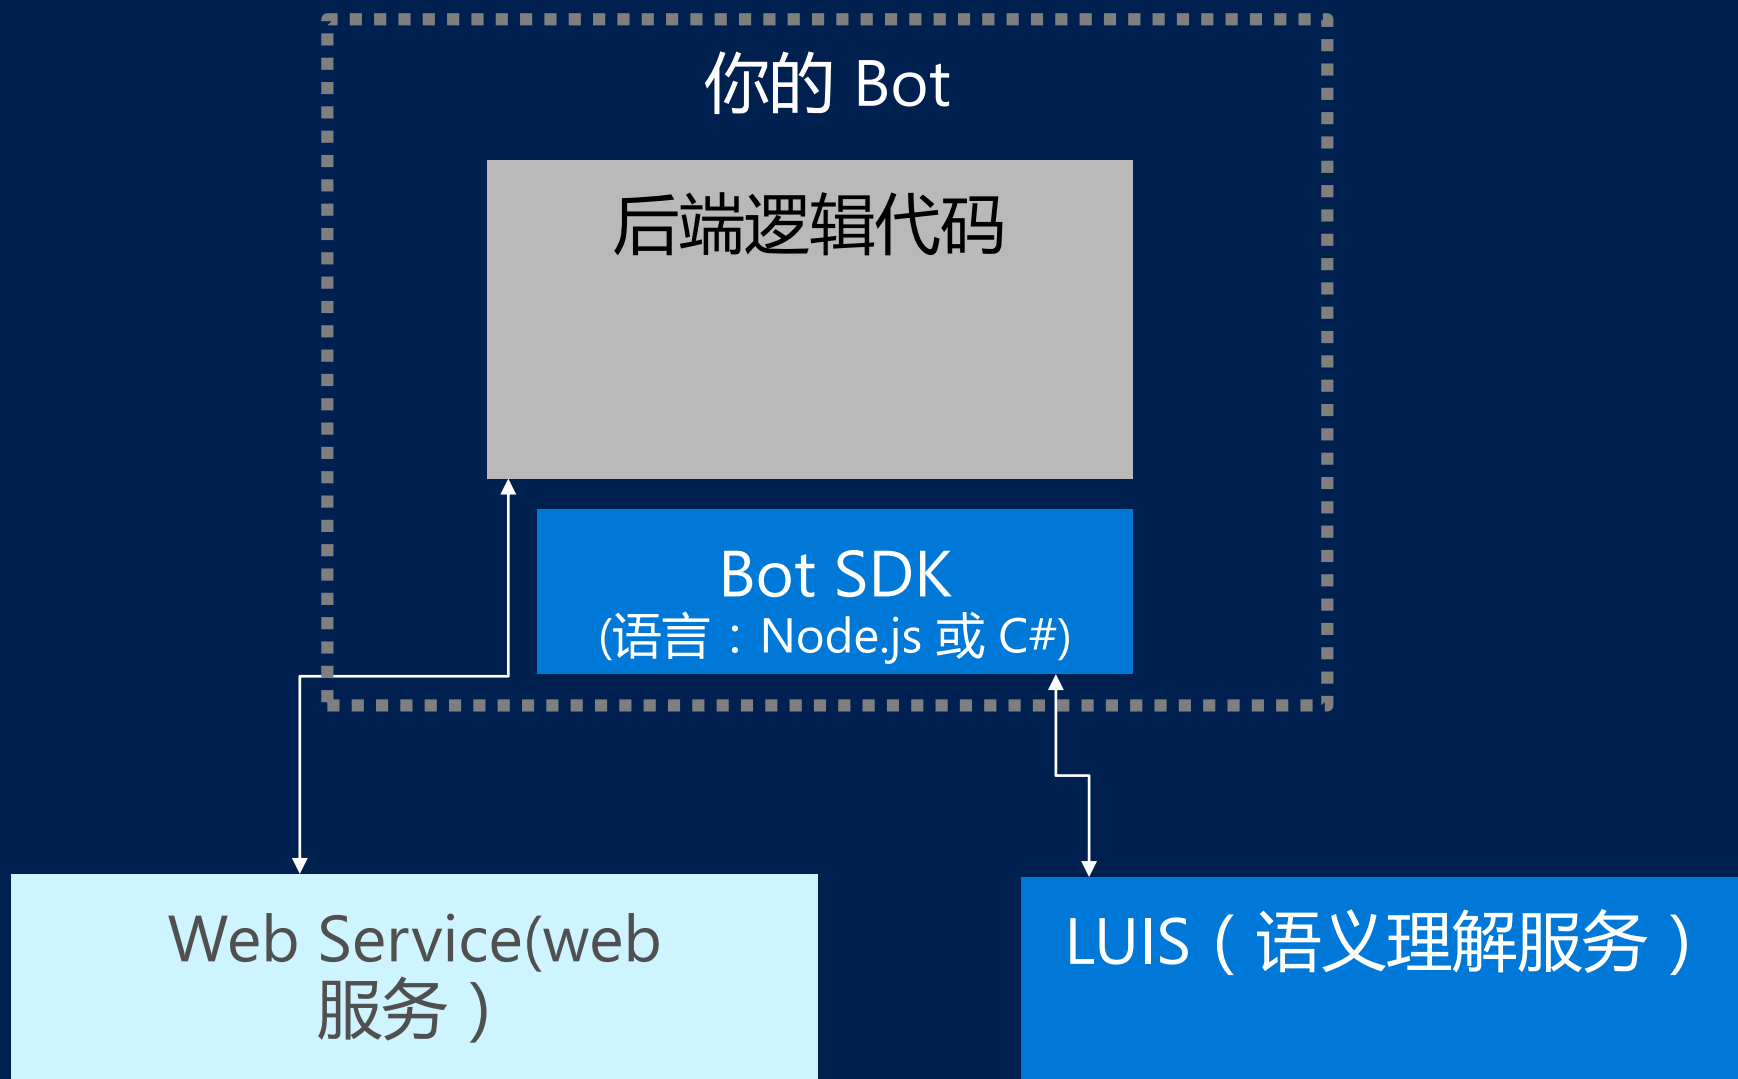 你的 Bot
后端逻辑代码
Bot SDK
(语言：Node.js 或 C#)
Web Service(web
服务）
LUIS（语义理解服务）